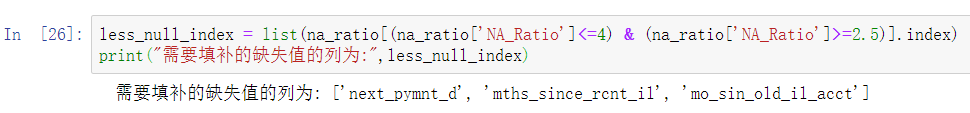 In [26]: less_null_index = list(na_ratio[(na_ratio['NA_Ratio']<=4) & (na_ratio['NA_Ratio']>=2.5)].index)
print("需要填补的缺失值的列为:",less_null_index)
需要填补的缺失值的列为: ['next_pymnt_d', 'mths_since_rcnt_il', 'mo_sin_old_il_acct']